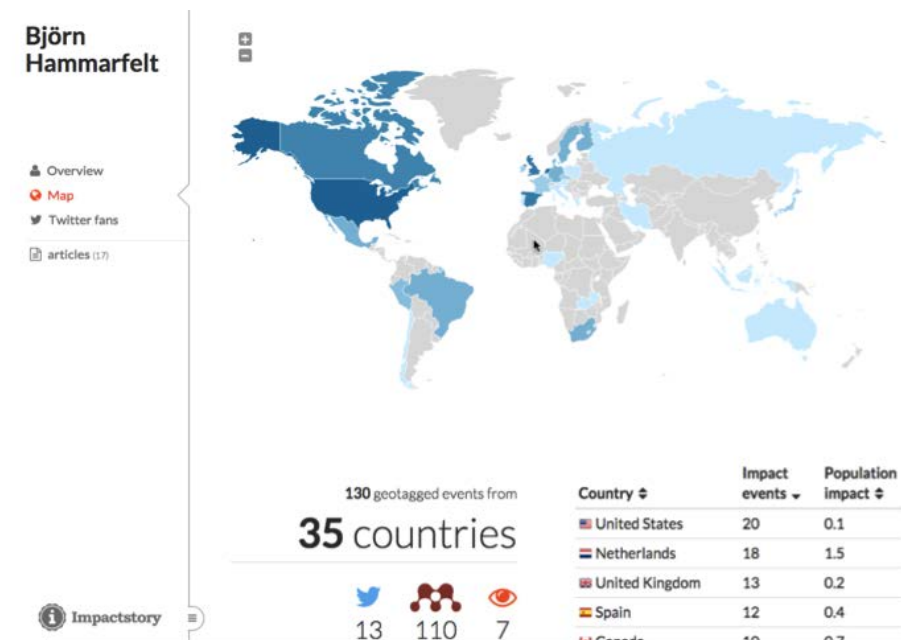 Björn
Hammarfelt
Overview
Map
Twitter fans
articles (17)
Impactstory
130 geotagged events from
35 countries
13 110 7
Country Impact events Population impact
United States 20 0.1
Netherlands 18 1.5
United Kingdom 13 0.2
Spain 12 0.4